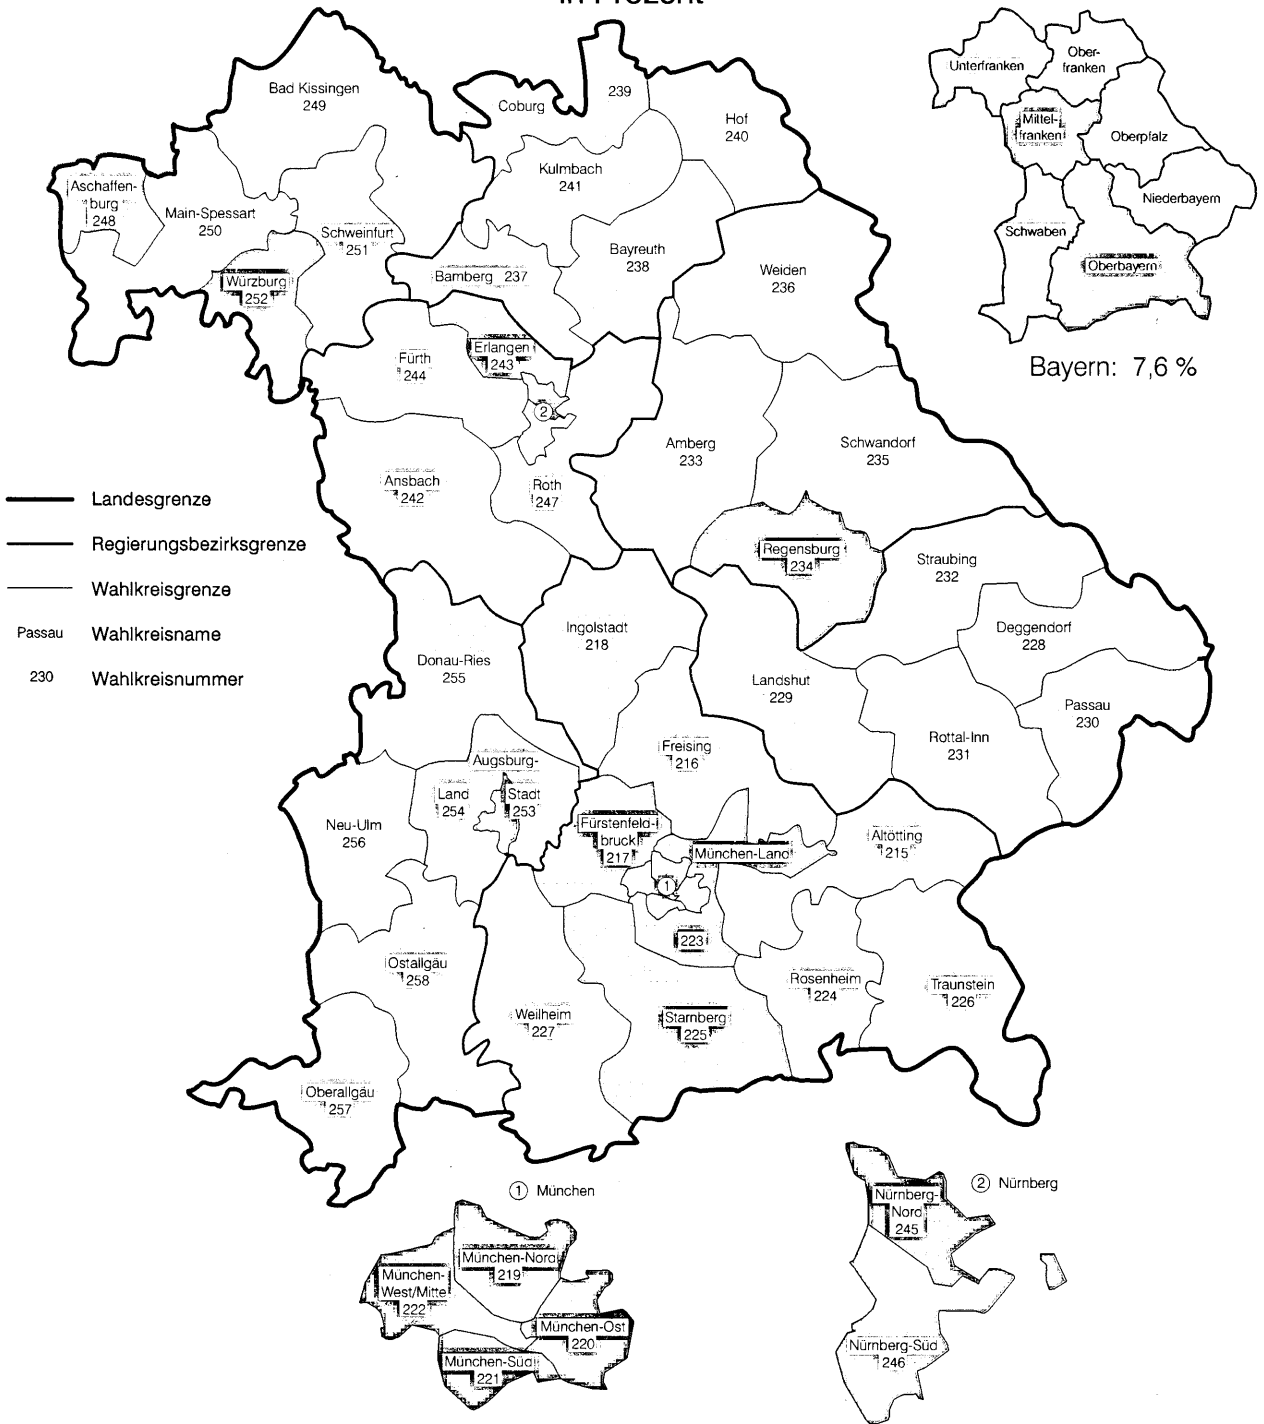 in Prozent
Bad Kissingen
249
Coburg
239
Hof
240
Kulmbach
241
Aschaffen-
burg
248
Main-Spessart
250
Schweinfurt
251
Würzburg
252
Bamberg 237
Bayreuth
238
Weiden
236
Fürth
244
Erlangen
243
2
Ansbach
242
Roth
247
Amberg
233
Schwandorf
235
Regensburg
234
Straubing
232
Deggendorf
228
Passau
230
Landshut
229
Rottal-Inn
231
Ingolstadt
218
Donau-Ries
255
Freising
216
Augsburg-
Land
254
Stadt
253
Neu-Ulm
256
Fürstenfeld-
bruck
217
München-Land
1
223
Altötting
215
Ostallgäu
258
Weilheim
227
Starnberg
225
Rosenheim
224
Traunstein
226
Oberallgäu
257
Unterfranken
Ober-
franken
Mittel-
franken
Oberpfalz
Niederbayern
Schwaben
Oberbayern
Bayern: 7,6 %
Landesgrenze
Regierungsbezirksgrenze
Wahlkreisgrenze
Passau Wahlkreisname
230 Wahlkreisnummer
1 München
München-Nord
219
München-
West/Mitte
222
München-Ost
220
München-Süd
221
2 Nürnberg
Nürnberg-
Nord
245
Nürnberg-Süd
246